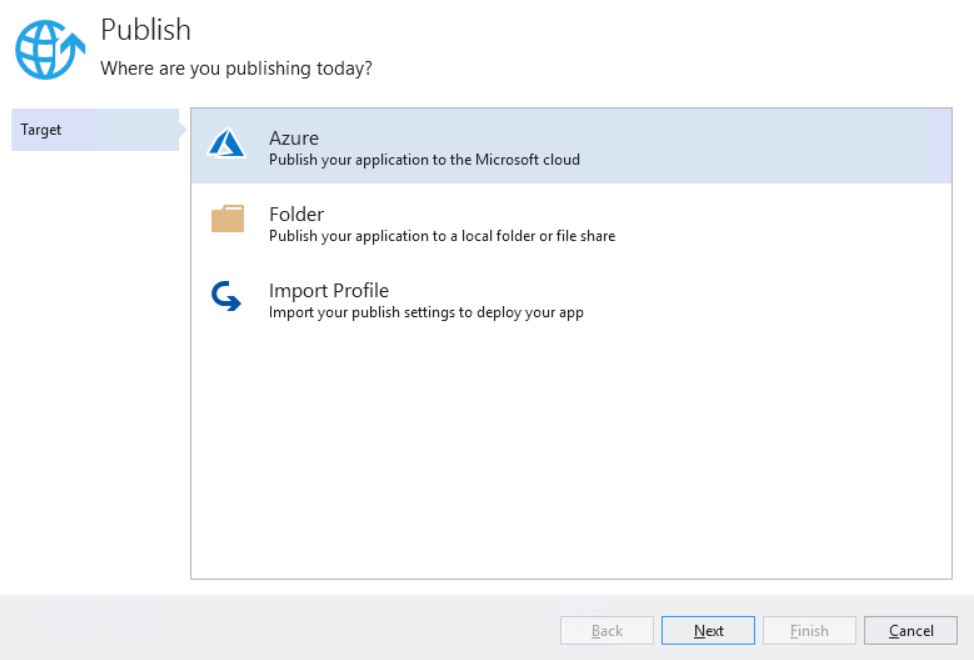 Publish
Where are you publishing today?
Target
Azure
Publish your application to the Microsoft cloud
Folder
Publish your application to a local folder or file share
Import Profile
Import your publish settings to deploy your app
Back
Next
Finish
Cancel